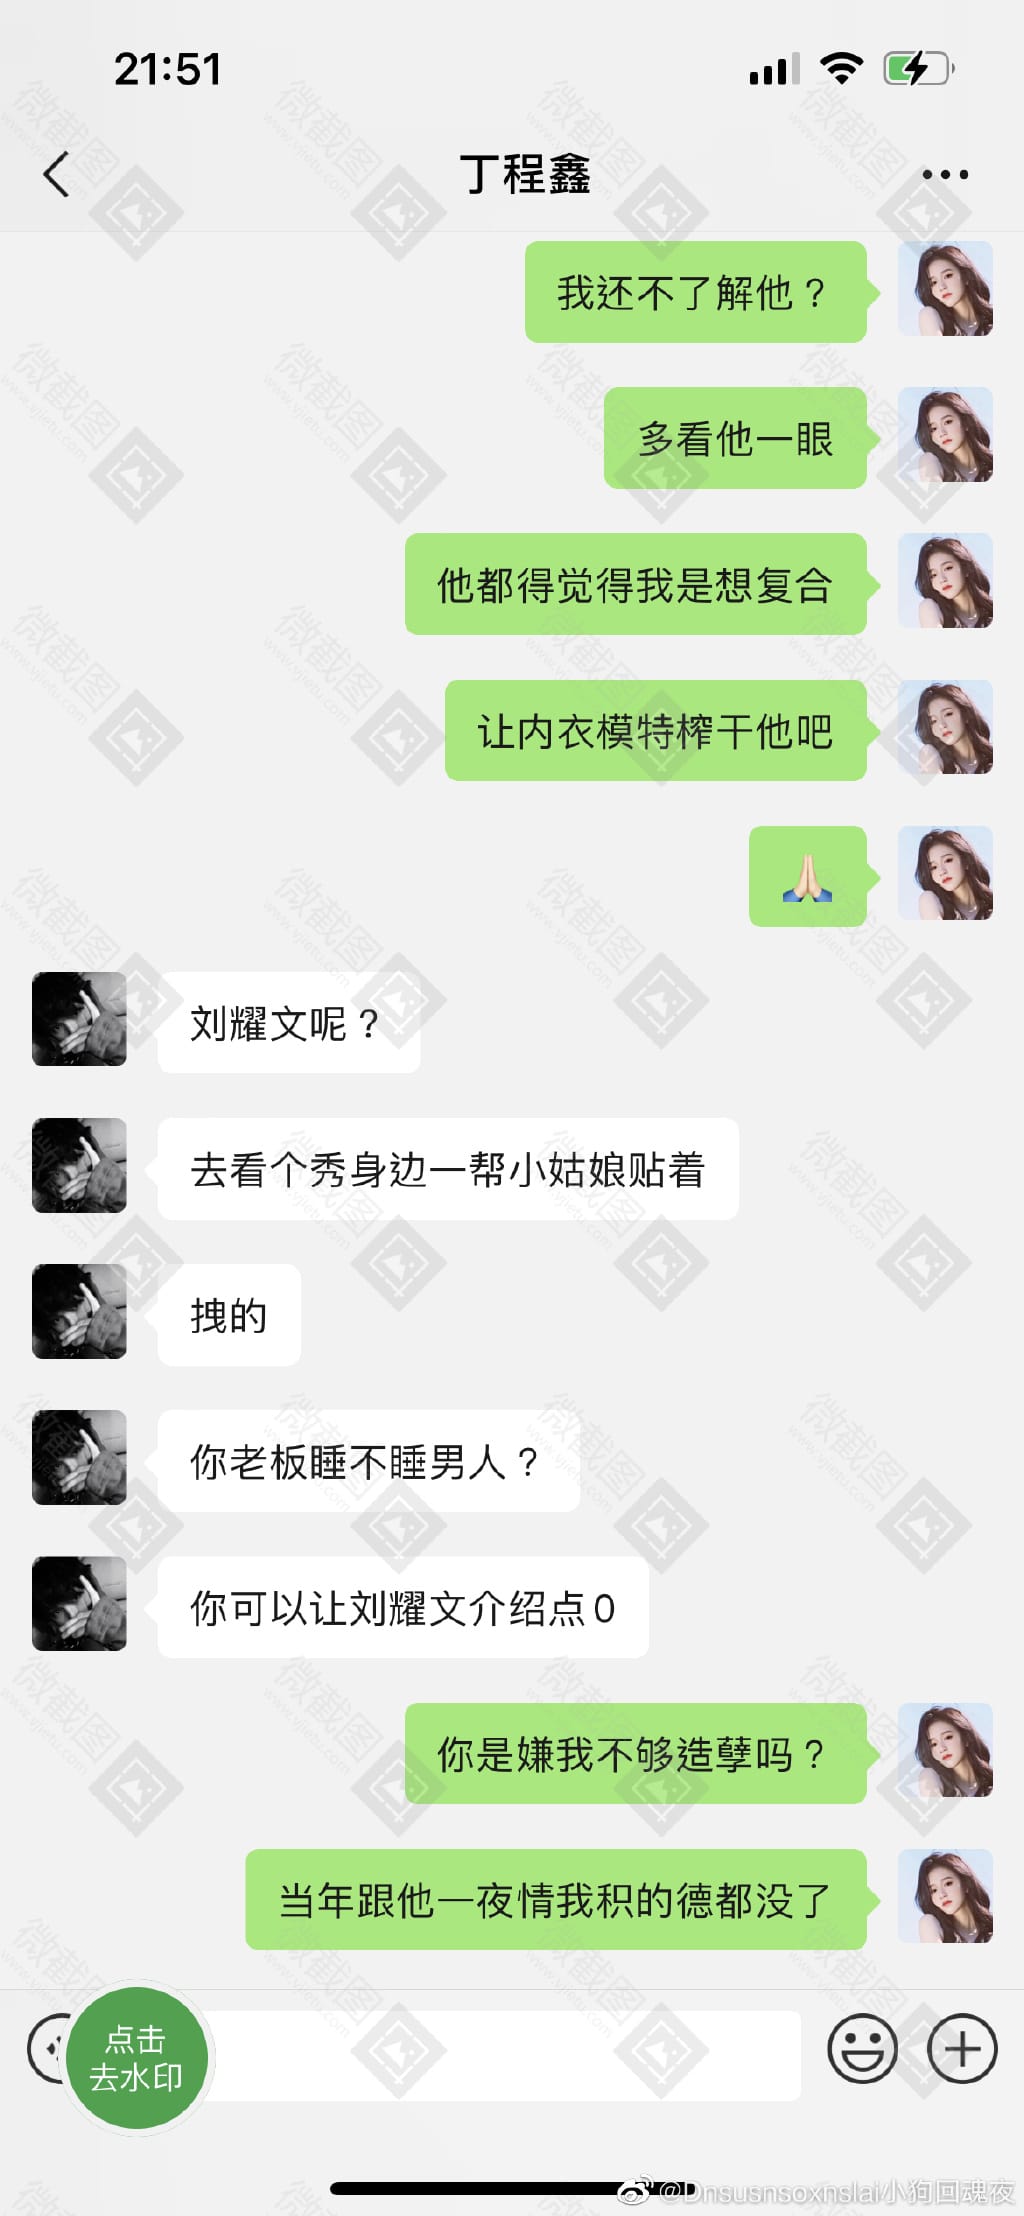 21:51
丁程鑫
我还不了解他？
多看他一眼
他都得觉得我是想复合
让内衣模特榨干他吧
🙏🏻
刘耀文呢？
去看个秀身边一帮小姑娘贴着
拽的
你老板睡不睡男人？
你可以让刘耀文介绍点0
你是嫌我不够造孽吗？
当年跟他一夜情我积的德都没了
点击
去水印
@Dnsusnsoxnslai小狗回魂夜
微截图
www.vjietu.com